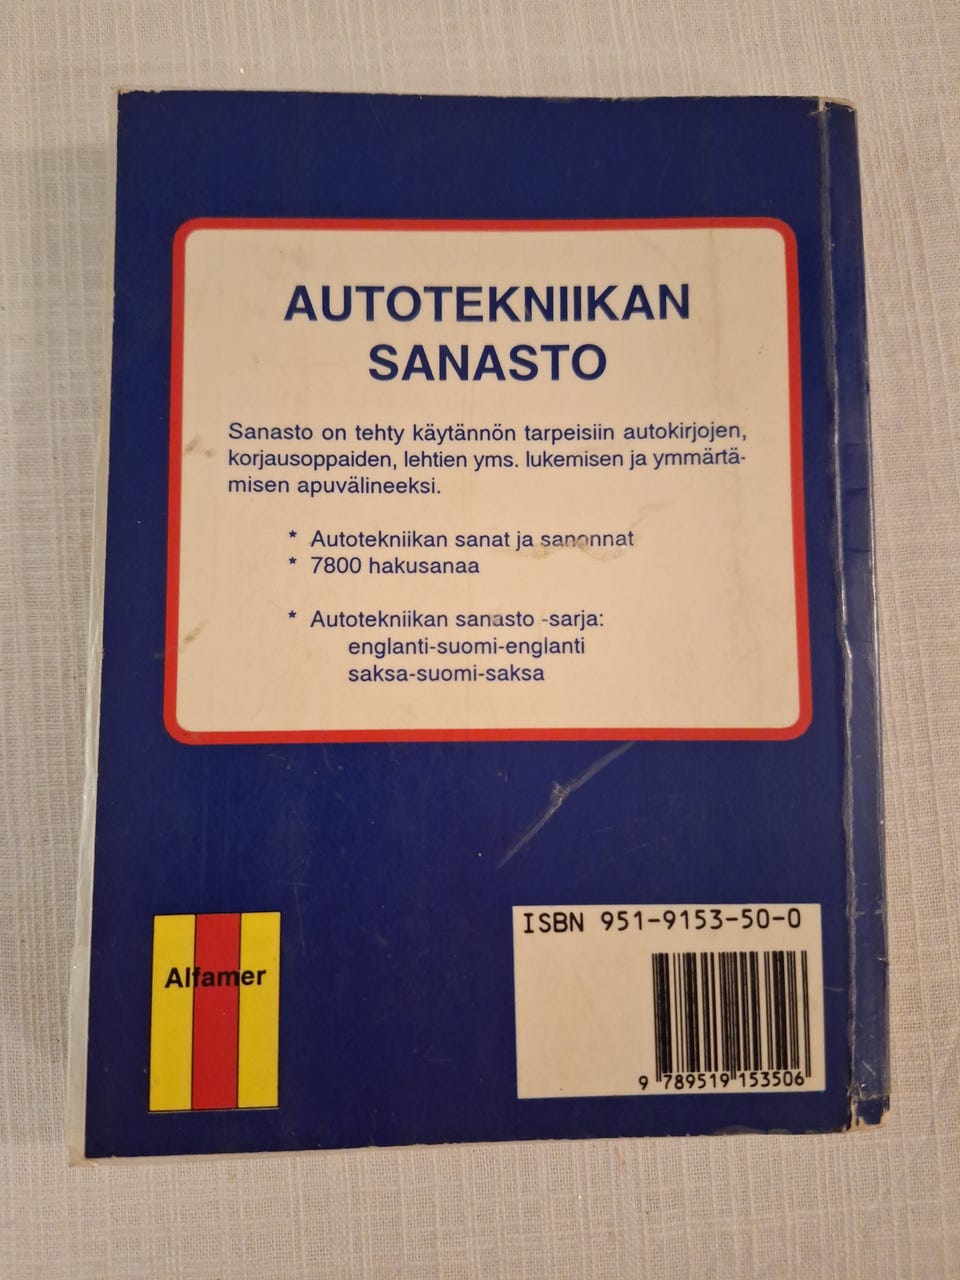 AUTOTEKNIIKAN
SANASTO
Sanasto on tehty käytännön tarpeisiin autokirjojen,
korjausoppaiden, lehtien yms. lukemisen ja ymmärtä-
misen apuvälineeksi.
* Autotekniikan sanat ja sanonnat
* 7800 hakusanaa
* Autotekniikan sanasto -sarja:
englanti-suomi-englanti
saksa-suomi-saksa
Alfamer
ISBN 951-9153-50-0
9 789519 153506